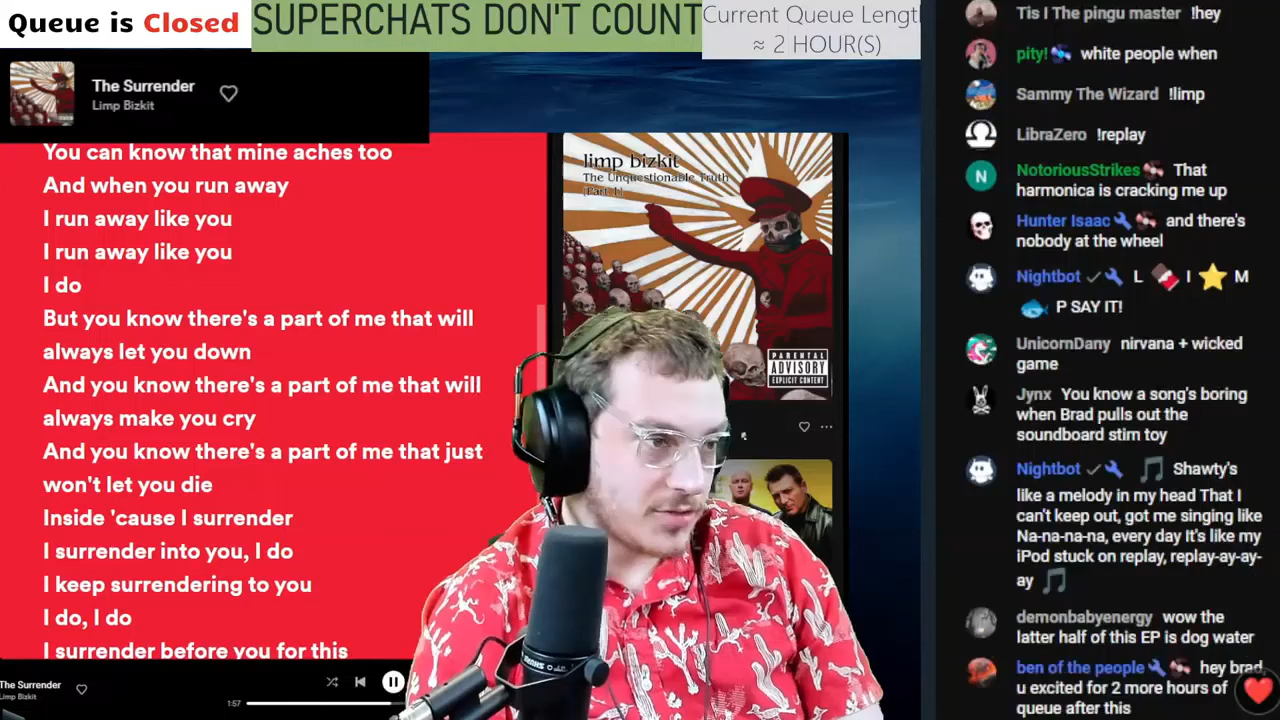 Queue is Closed
SUPERCHATS DON'T COUNT
Current Queue Lengt
≈ 2 HOUR(S)
The Surrender
Limp Bizkit
You can know that mine aches too
And when you run away
I run away like you
I run away like you
I do
But you know there's a part of me that will
always let you down
And you know there's a part of me that will
always make you cry
And you know there's a part of me that just
won't let you die
Inside 'cause I surrender
I surrender into you, I do
I keep surrendering to you
I do, I do
I surrender before you for this
limp bizkit
The Unquestionable Truth
(Part 1)
PARENTAL
ADVISORY
EXPLICIT CONTENT
The Surrender
Limp Bizkit
1:57
Tis I The pingu master !hey
pity! white people when
Sammy The Wizard !limp
LibraZero !replay
NotoriousStrikes That
harmonica is cracking me up
Hunter Isaac and there's
nobody at the wheel
Nightbot L I M
P SAY IT!
UnicornDany nirvana + wicked
game
Jynx You know a song's boring
when Brad pulls out the
soundboard stim toy
Nightbot Shawty's
like a melody in my head That I
can't keep out, got me singing like
Na-na-na-na, every day It's like my
iPod stuck on replay, replay-ay-ay-
ay
demonbabyenergy wow the
latter half of this EP is dog water
ben of the people hey brad
u excited for 2 more hours of
queue after this
N